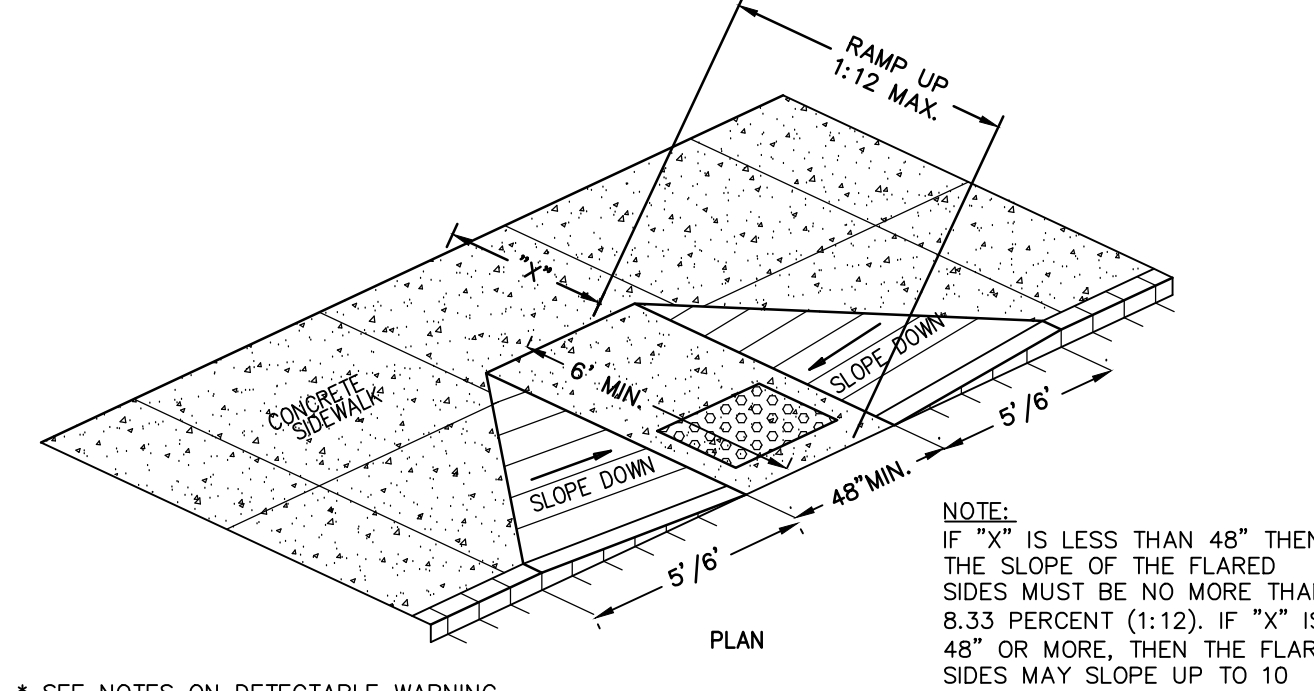 RAMP UP
1:12 MAX.
"X"
6' MIN.
CONCRETE
SIDEWALK
SLOPE DOWN
SLOPE DOWN
5'/6'
48"MIN.
5'/6'
PLAN
NOTE:
IF "X" IS LESS THAN 48" THEN
THE SLOPE OF THE FLARED
SIDES MUST BE NO MORE THAN
8.33 PERCENT (1:12). IF "X" IS
48" OR MORE, THEN THE FLAR
SIDES MAY SLOPE UP TO 10
* SEE NOTES ON DETECTABLE WARNING